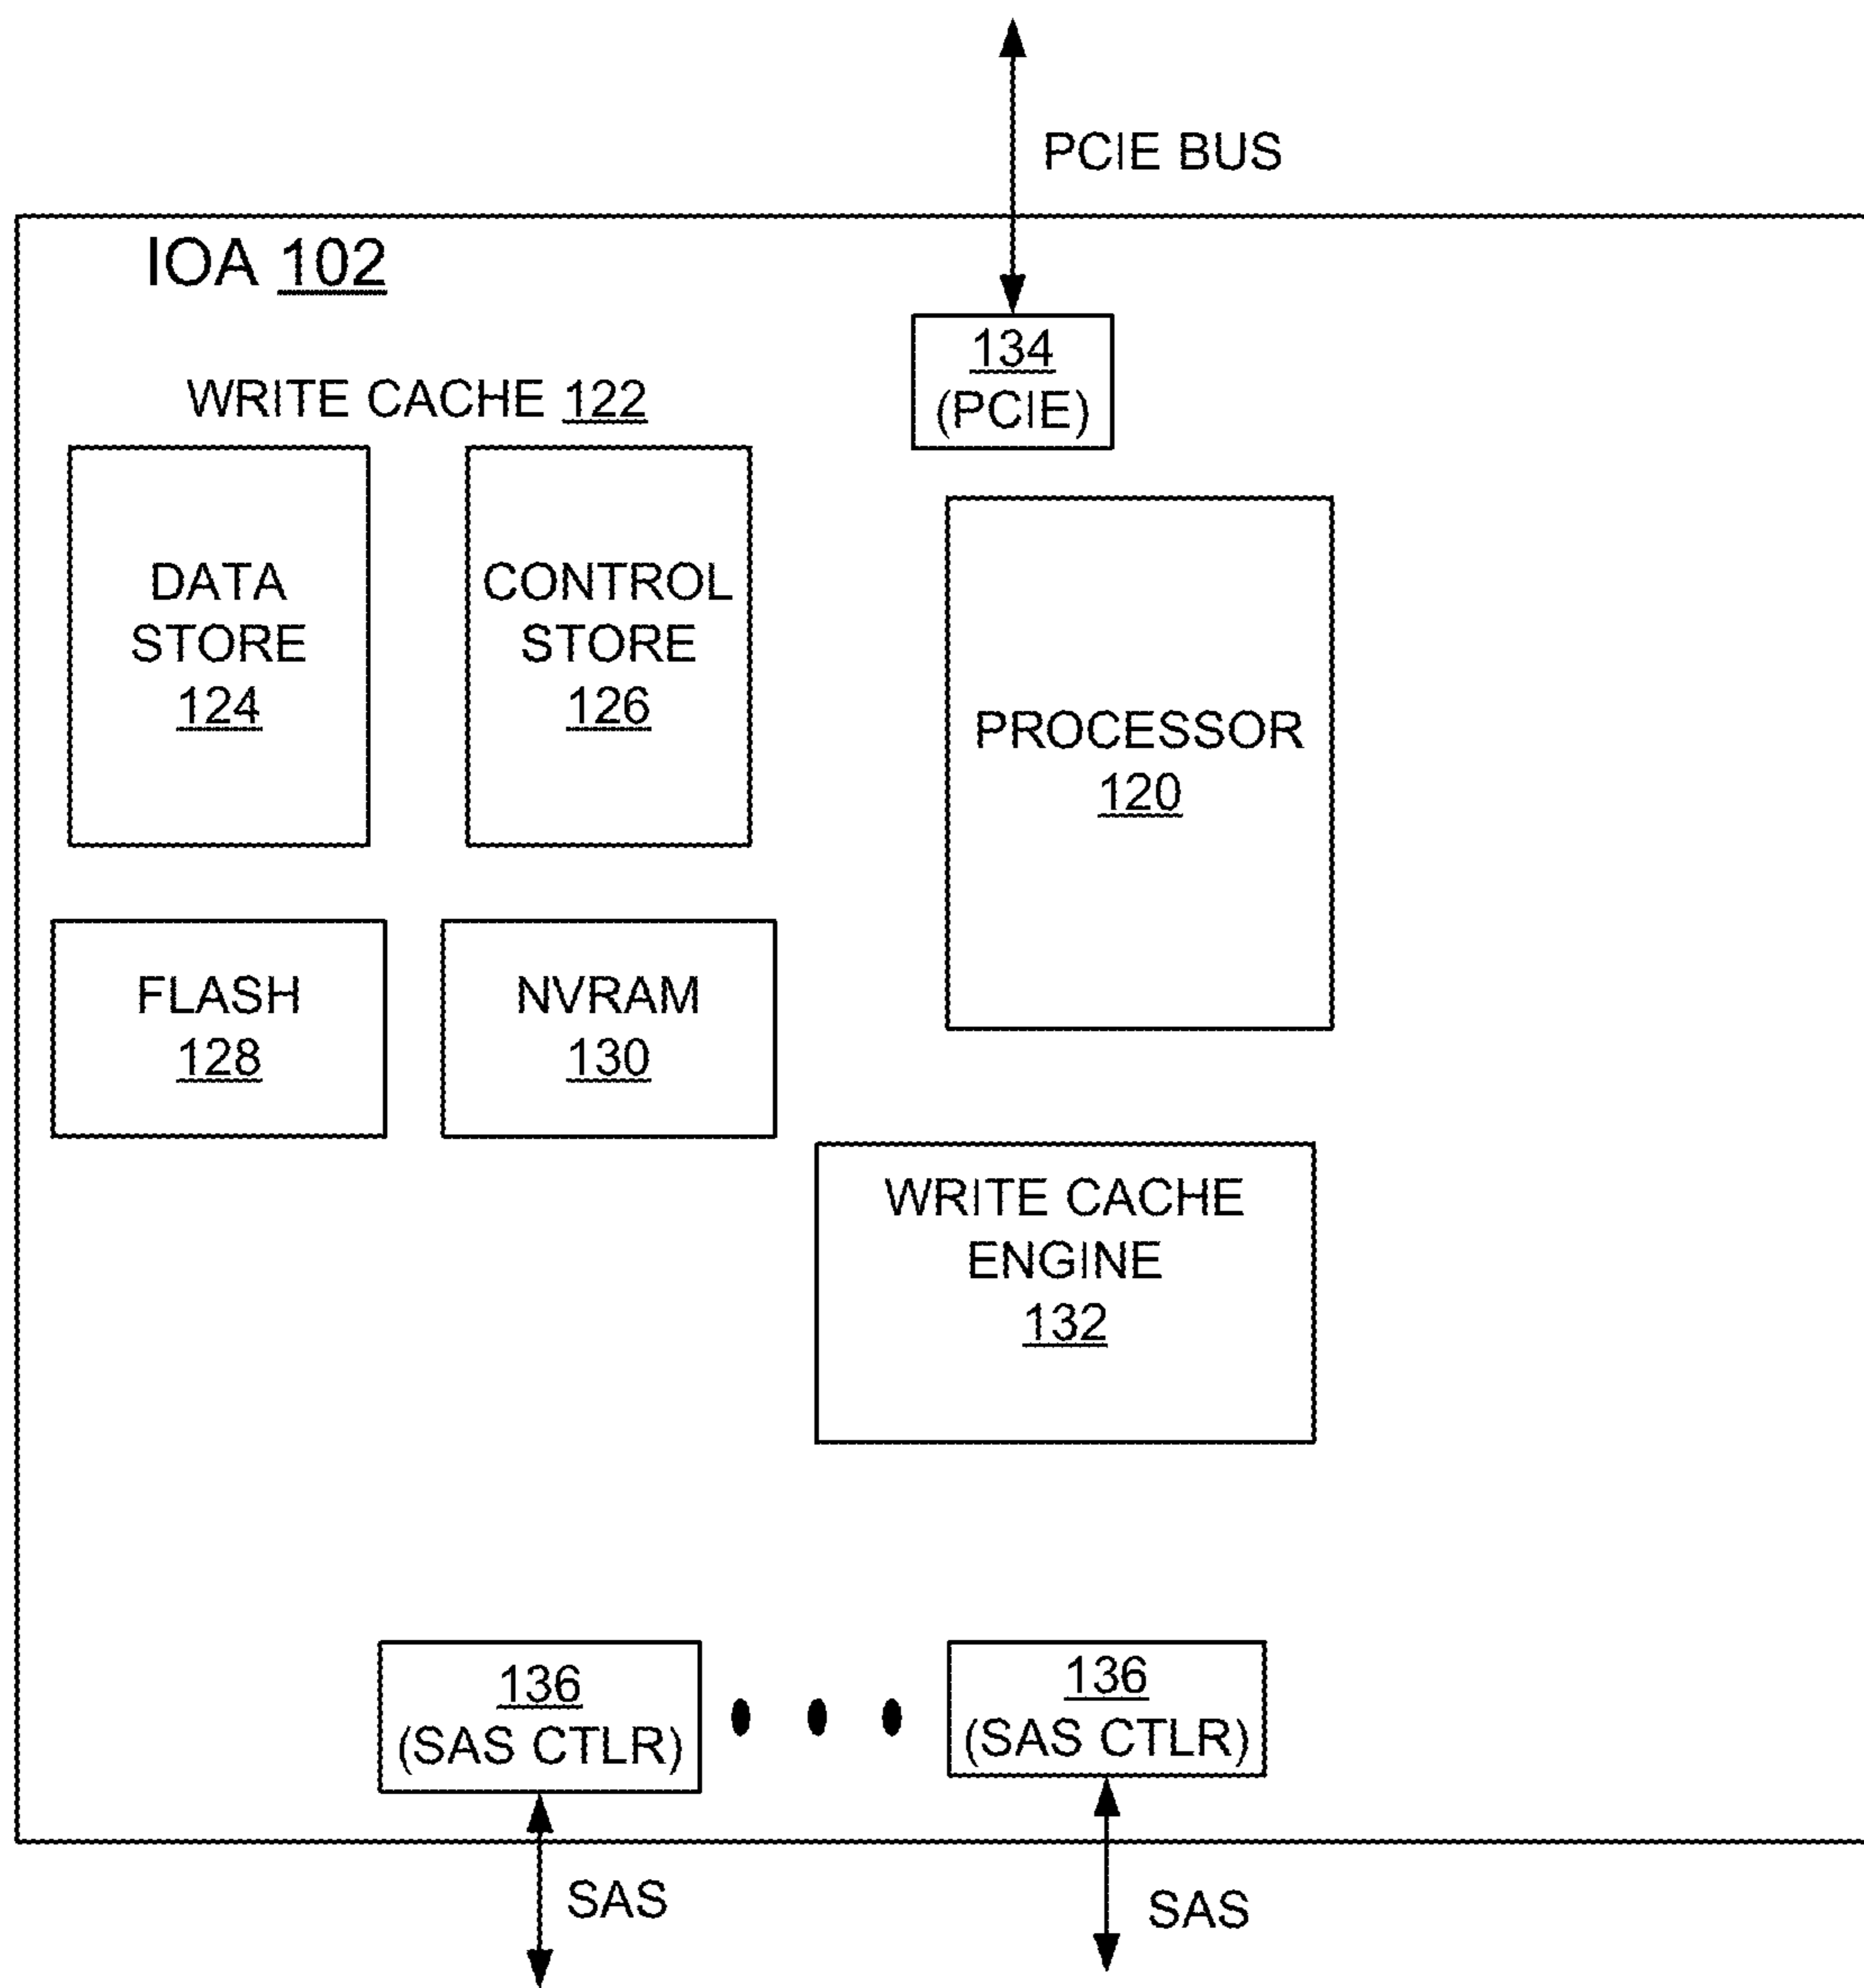 PCIE BUS
IOA 102
134
(PCIE)
WRITE CACHE 122
DATA
STORE
124
CONTROL
STORE
126
PROCESSOR
120
FLASH
128
NVRAM
130
WRITE CACHE
ENGINE
132
136
(SAS CTLR)
136
(SAS CTLR)
SAS
SAS